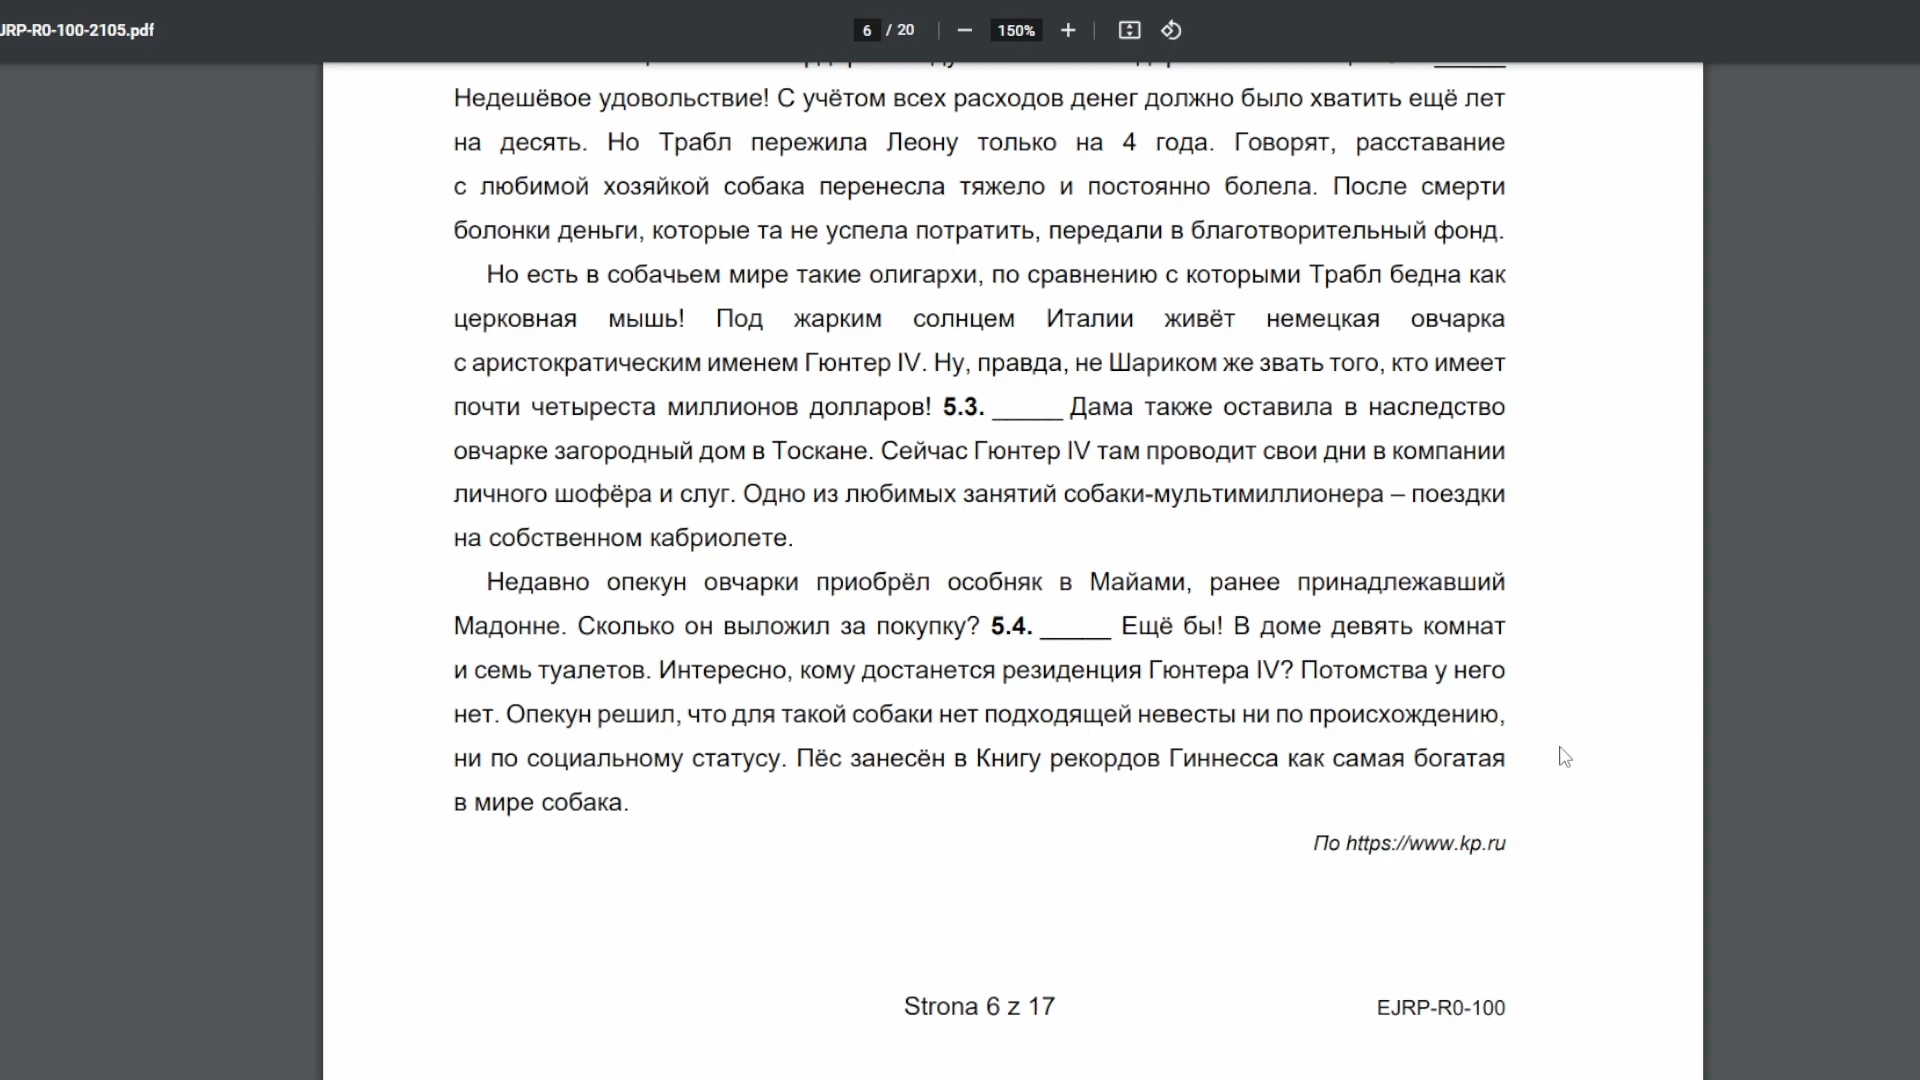 JRP-R0-100-2105.pdf
6 / 20
150%
Недешёвое удовольствие! С учётом всех расходов денег должно было хватить ещё лет
на десять. Но Трабл пережила Леону только на 4 года. Говорят, расставание
с любимой хозяйкой собака перенесла тяжело и постоянно болела. После смерти
болонки деньги, которые та не успела потратить, передали в благотворительный фонд.
Но есть в собачьем мире такие олигархи, по сравнению с которыми Трабл бедна как
церковная мышь! Под жарким солнцем Италии живёт немецкая овчарка
с аристократическим именем Гюнтер IV. Ну, правда, не Шариком же звать того, кто имеет
почти четыреста миллионов долларов! 5.3. _____ Дама также оставила в наследство
овчарке загородный дом в Тоскане. Сейчас Гюнтер IV там проводит свои дни в компании
личного шофёра и слуг. Одно из любимых занятий собаки-мультимиллионера – поездки
на собственном кабриолете.
Недавно опекун овчарки приобрёл особняк в Майами, ранее принадлежавший
Мадонне. Сколько он выложил за покупку? 5.4. _____ Ещё бы! В доме девять комнат
и семь туалетов. Интересно, кому достанется резиденция Гюнтера IV? Потомства у него
нет. Опекун решил, что для такой собаки нет подходящей невесты ни по происхождению,
ни по социальному статусу. Пёс занесён в Книгу рекордов Гиннесса как самая богатая
в мире собака.
По https://www.kp.ru
Strona 6 z 17
EJRP-R0-100